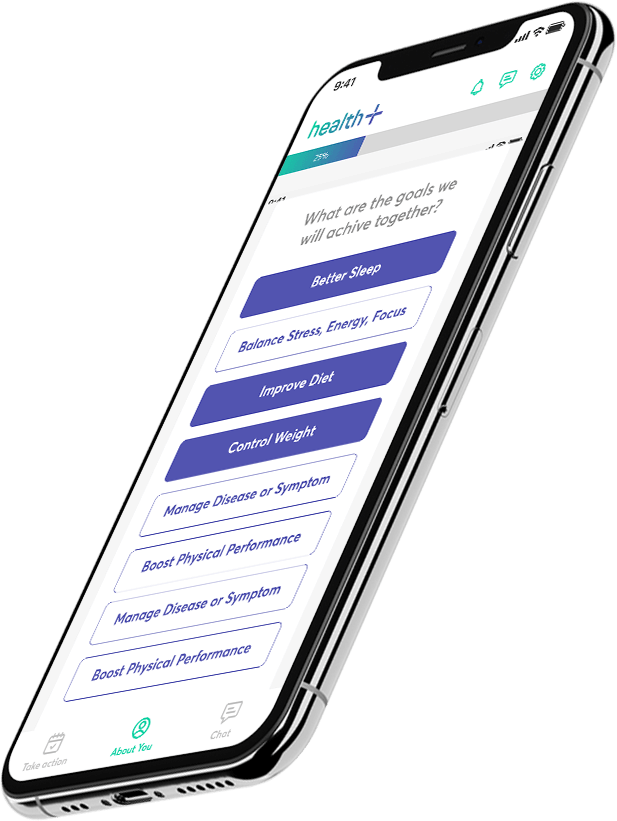 9:41
health+
25%
9:41
What are the goals we
will achive together?
Better Sleep
Balance Stress, Energy, Focus
Improve Diet
Control Weight
Manage Disease or Symptom
Boost Physical Performance
Manage Disease or Symptom
Boost Physical Performance
Take action
About You
Chat